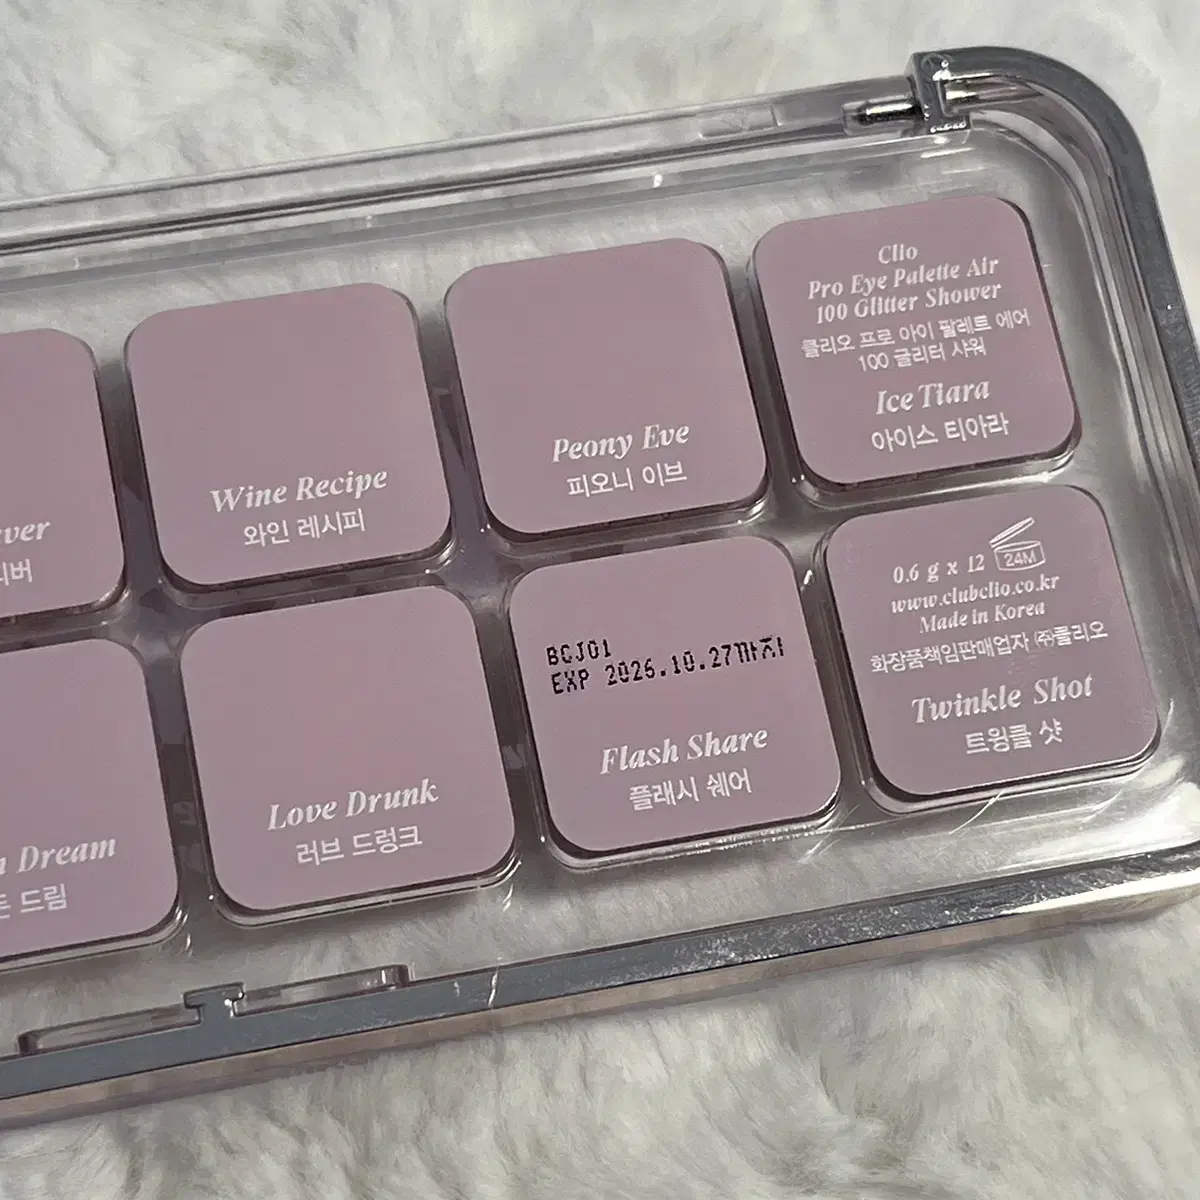 Clio
Pro Eye Palette Air
100 Glitter Shower
클리오 프로 아이 팔레트 에어
100 글리터 샤워
Ice Tiara
아이스 티아라
Peony Eve
피오니 이브
Wine Recipe
와인 레시피
0.6 g x 12 24M
www.clubclio.co.kr
Made in Korea
화장품책임판매업자 ㈜클리오
Twinkle Shot
트윙클 샷
BCJ01
EXP 2026.10.27까지
Flash Share
플래시 쉐어
Love Drunk
러브 드렁크
Dream
드림